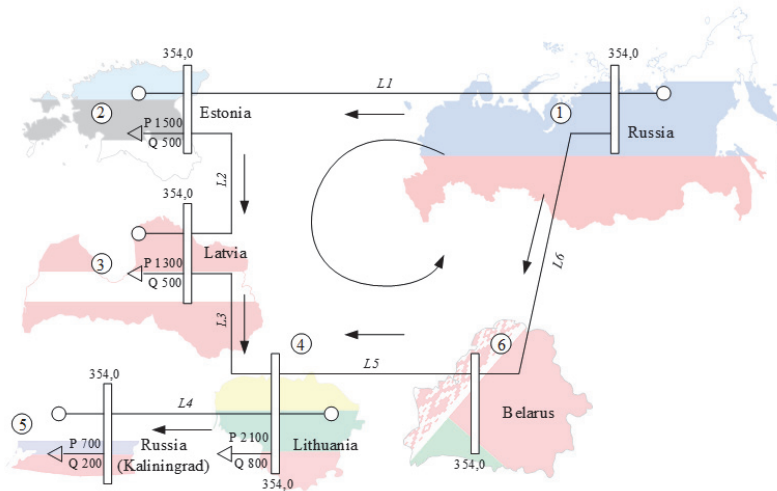 354,0
354,0
L1
2
1
P 1500
Estonia
Q 500
Russia
L2
354,0
L6
Latvia
3
P 1300
Q 500
L3
4
6
354,0
L5
L4
Belarus
5
P 700
Russia
P 2100
Lithuania
Q 200
(Kaliningrad)
Q 800
354,0
354,0